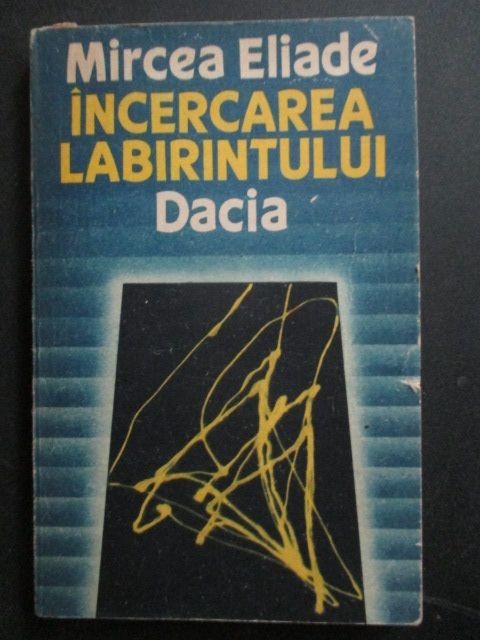 Mircea Eliade
ÎNCERCAREA
LABIRINTULUI
Dacia